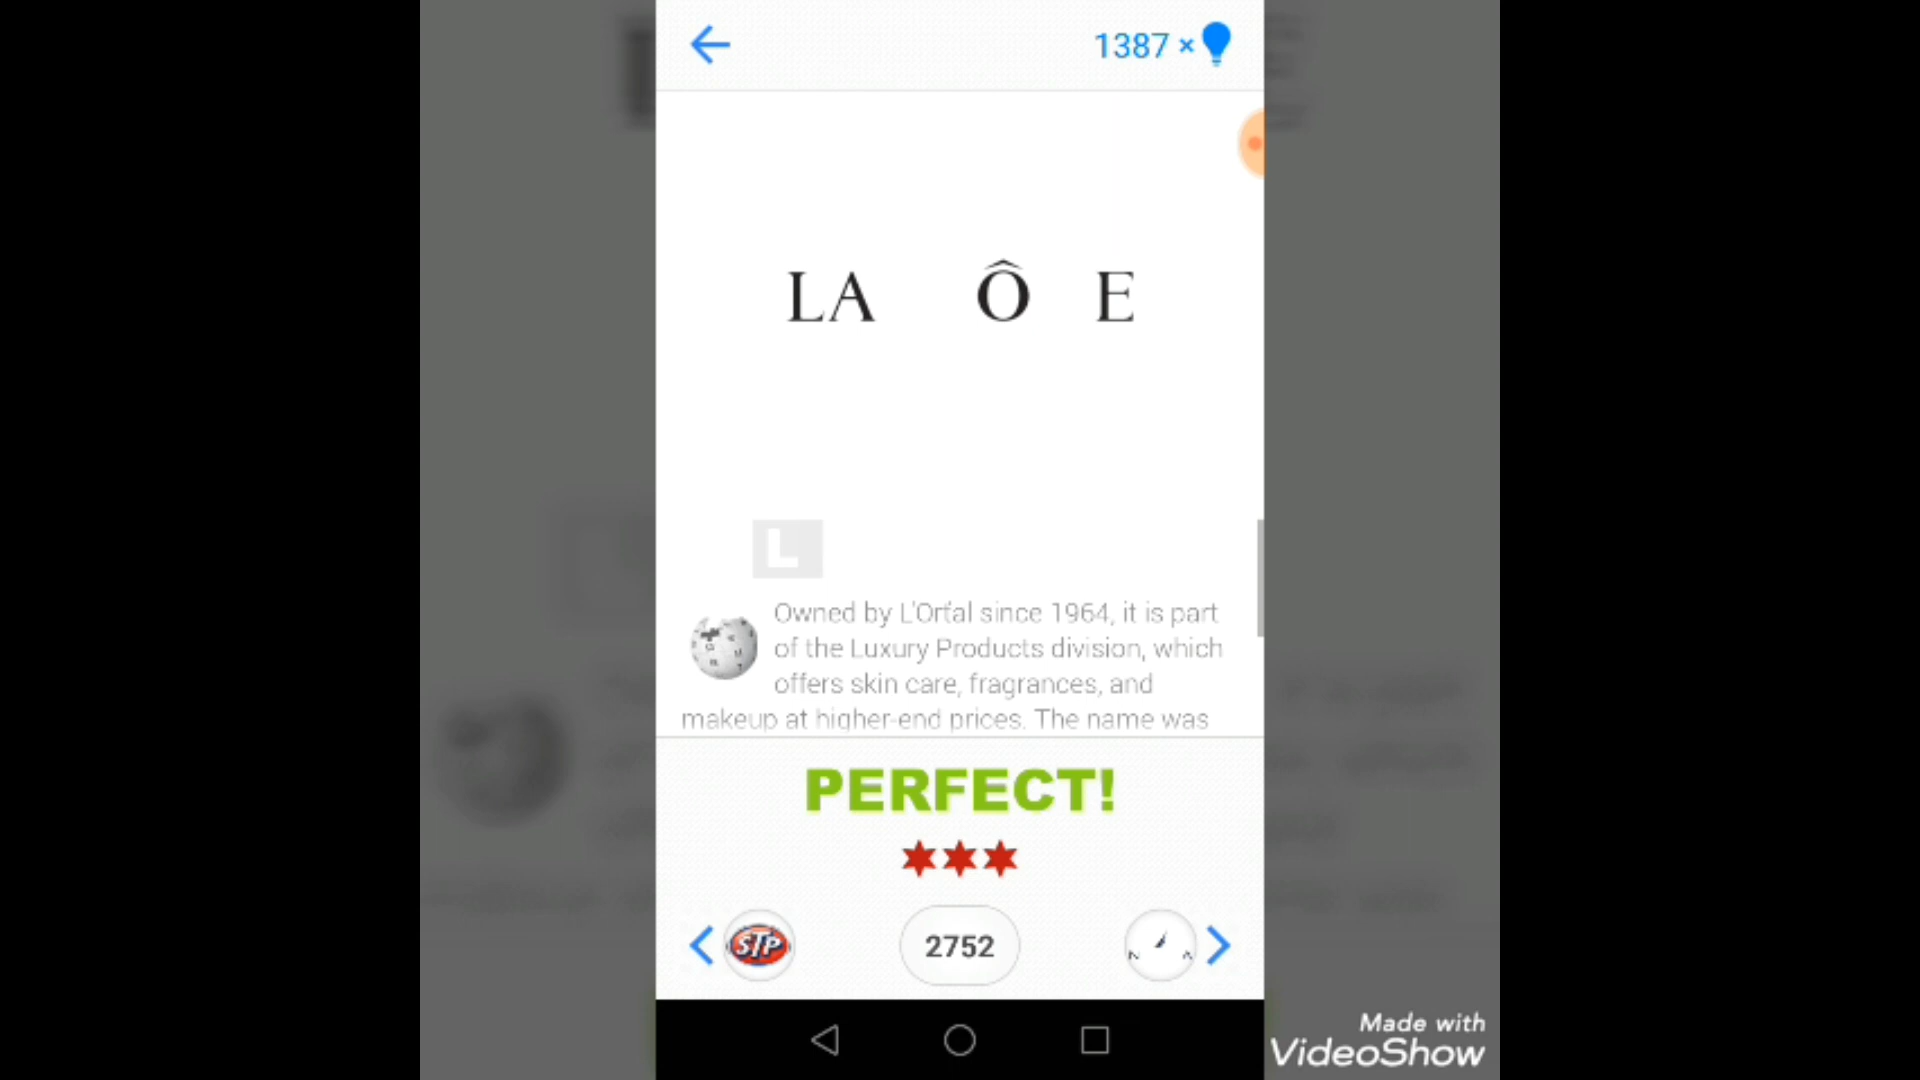 1387 ×
LA Ô E
L
Owned by L'Orťal since 1964, it is part
of the Luxury Products division, which
offers skin care, fragrances, and
makeup at higher-end prices. The name was
PERFECT!
STP
2752
Made with
VideoShow